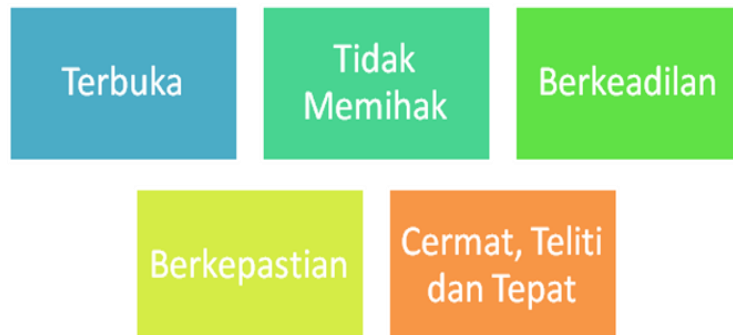 Terbuka
Tidak
Memihak
Berkeadilan
Berkepastian
Cermat, Teliti
dan Tepat